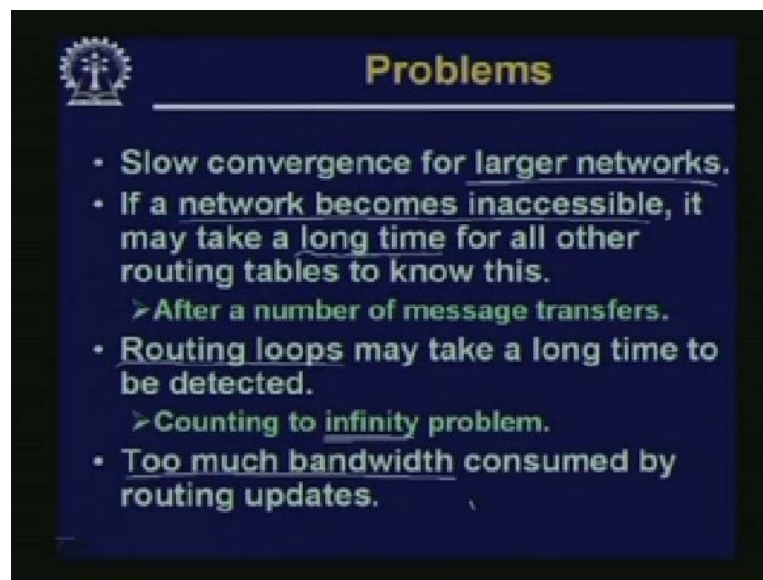 Problems
• Slow convergence for larger networks.
• If a network becomes inaccessible, it
may take a long time for all other
routing tables to know this.
➢After a number of message transfers.
• Routing loops may take a long time to
be detected.
➢Counting to infinity problem.
• Too much bandwidth consumed by
routing updates.